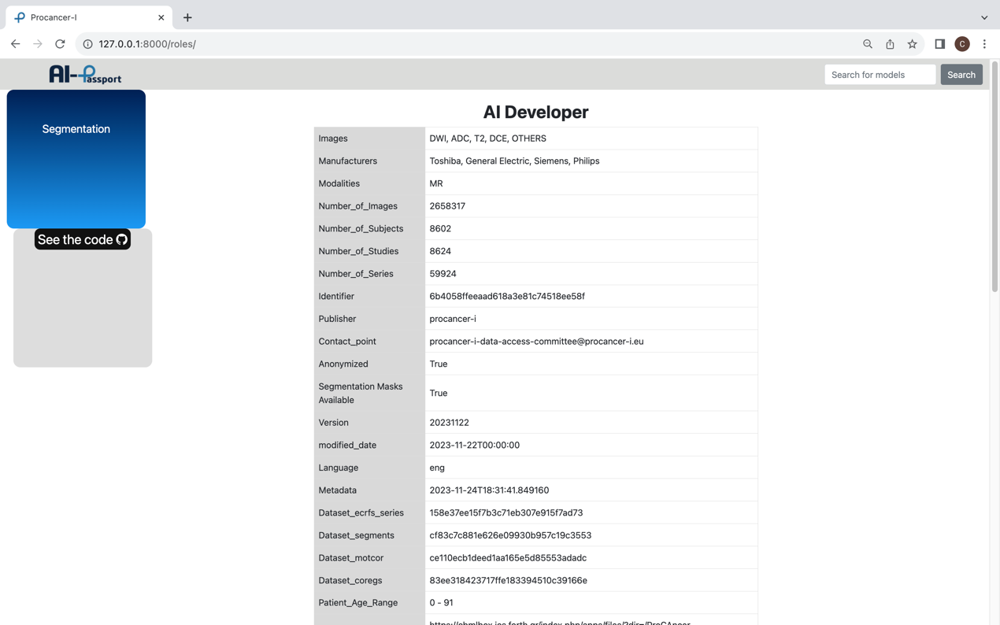 Procancer-I
127.0.0.1:8000/roles/
C
AI-Passport
Search for models
Search
Segmentation
See the code
AI Developer
Images DWI, ADC, T2, DCE, OTHERS
Manufacturers Toshiba, General Electric, Siemens, Philips
Modalities MR
Number_of_Images 2658317
Number_of_Subjects 8602
Number_of_Studies 8624
Number_of_Series 59924
Identifier 6b4058ffeeaad618a3e81c74518ee58f
Publisher procancer-i
Contact_point procancer-i-data-access-committee@procancer-i.eu
Anonymized True
Segmentation Masks
Available True
Version 20231122
modified_date 2023-11-22T00:00:00
Language eng
Metadata 2023-11-24T18:31:41.849160
Dataset_ecrfs_series 158e37ee15f7b3c71eb307e915f7ad73
Dataset_segments cf83c7c881e626e09930b957c19c3553
Dataset_motcor ce110ecb1deed1aa165e5d85553adadc
Dataset_coregs 83ee318423717ffe183394510c39166e
Patient_Age_Range 0 - 91